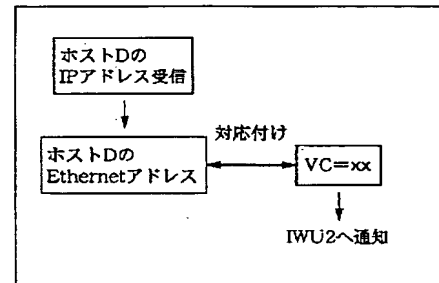 ホストDの
IPアドレス受信
対応付け
ホストDの
Ethernetアドレス
VC=xx
IWU2へ通知